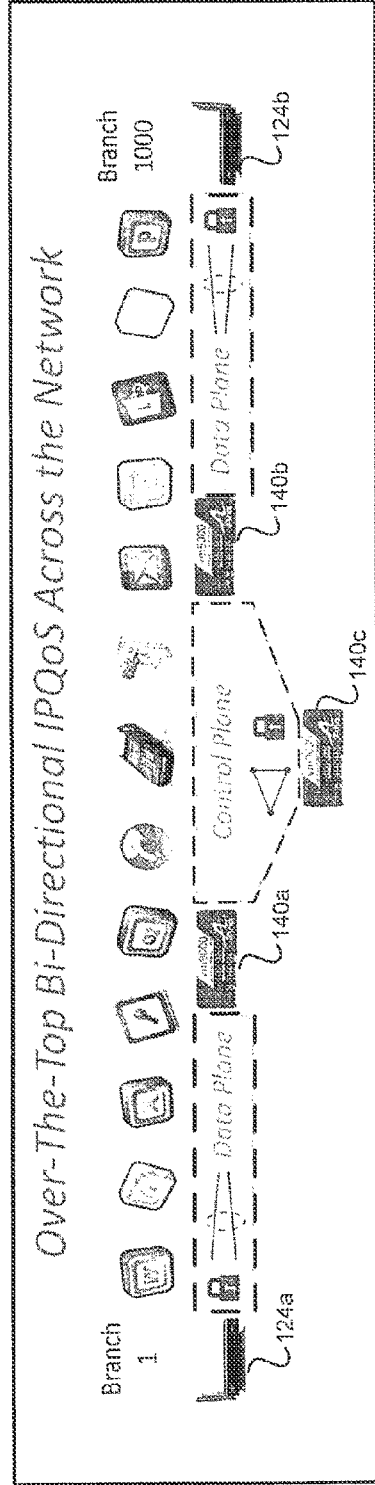 Over-The-Top Bi-Directional IPQoS Across the Network
Branch
1
Branch
1000
Data Plane
Control Plane
Data Plane
124a
140a
140c
140b
124b